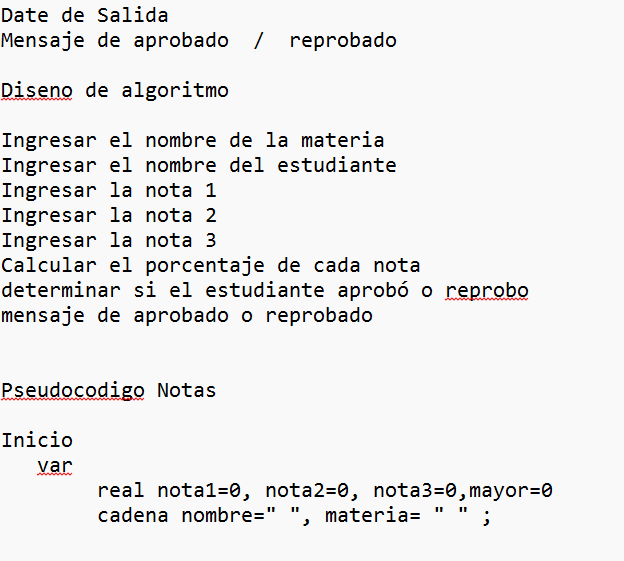 Date de Salida
Mensaje de aprobado  /  reprobado
Diseno de algoritmo
Ingresar el nombre de la materia
Ingresar el nombre del estudiante
Ingresar la nota 1
Ingresar la nota 2
Ingresar la nota 3
Calcular el porcentaje de cada nota
determinar si el estudiante aprobó o reprobo
mensaje de aprobado o reprobado
Pseudocodigo Notas
Inicio
var
real nota1=0, nota2=0, nota3=0,mayor=0
cadena nombre=" ", materia= " " ;